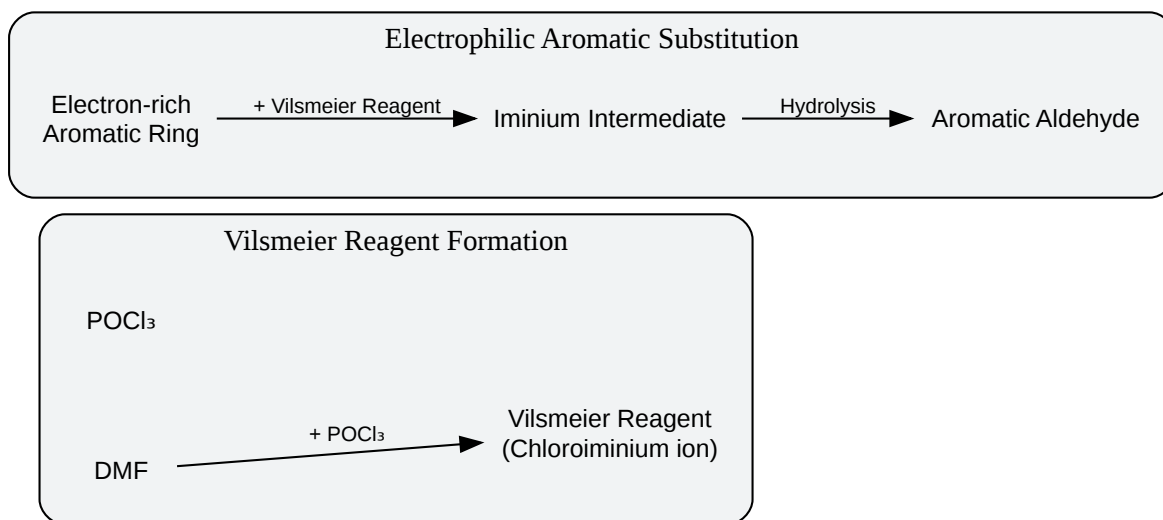 Electrophilic Aromatic Substitution
Electron-rich
Aromatic Ring
+ Vilsmeier Reagent
Iminium Intermediate
Hydrolysis
Aromatic Aldehyde
Vilsmeier Reagent Formation
POCl₃
DMF
+ POCl₃
Vilsmeier Reagent
(Chloroiminium ion)